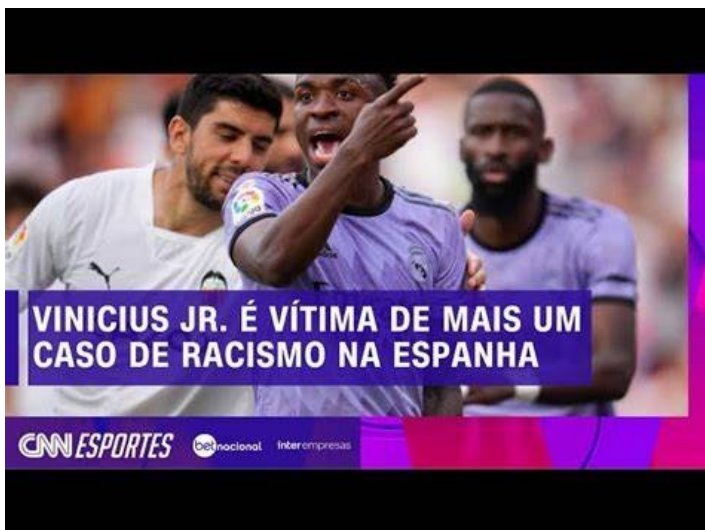 VINICIUS JR. É VÍTIMA DE MAIS UM
CASO DE RACISMO NA ESPANHA
CNN ESPORTES betnacional interempresas